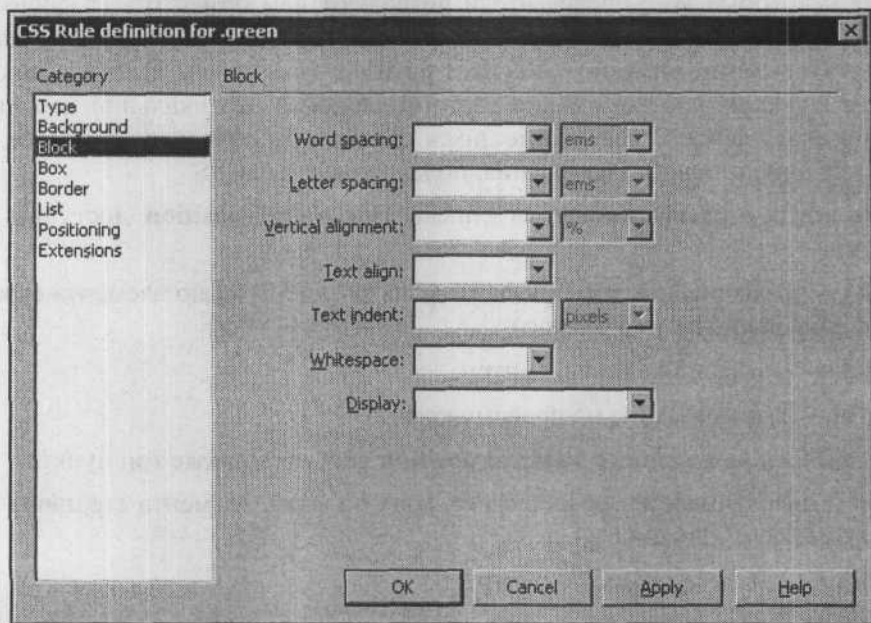 CSS Rule definition for .green
Category
Block
Type
Background
Block
Box
Border
List
Positioning
Extensions
Word spacing:
ems
Letter spacing:
ems
Vertical alignment:
%
Text align:
Text indent:
pixels
Whitespace:
Display:
OK
Cancel
Apply
Help